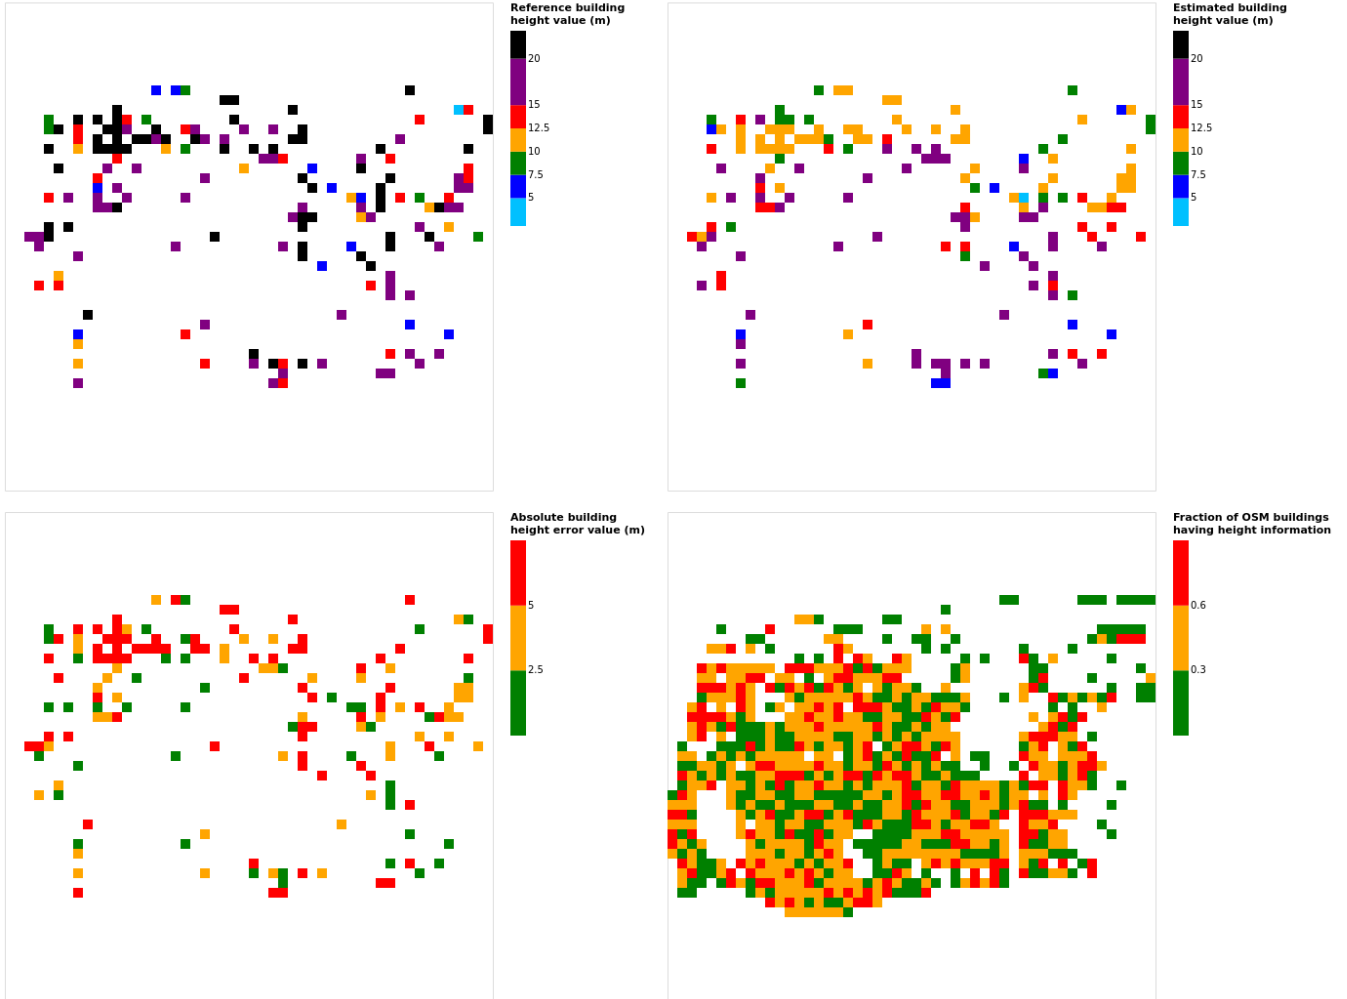 Reference building
height value (m)
20
15
12.5
10
7.5
5
Estimated building
height value (m)
20
15
12.5
10
7.5
5
Absolute building
height error value (m)
5
2.5
Fraction of OSM buildings
having height information
0.6
0.3